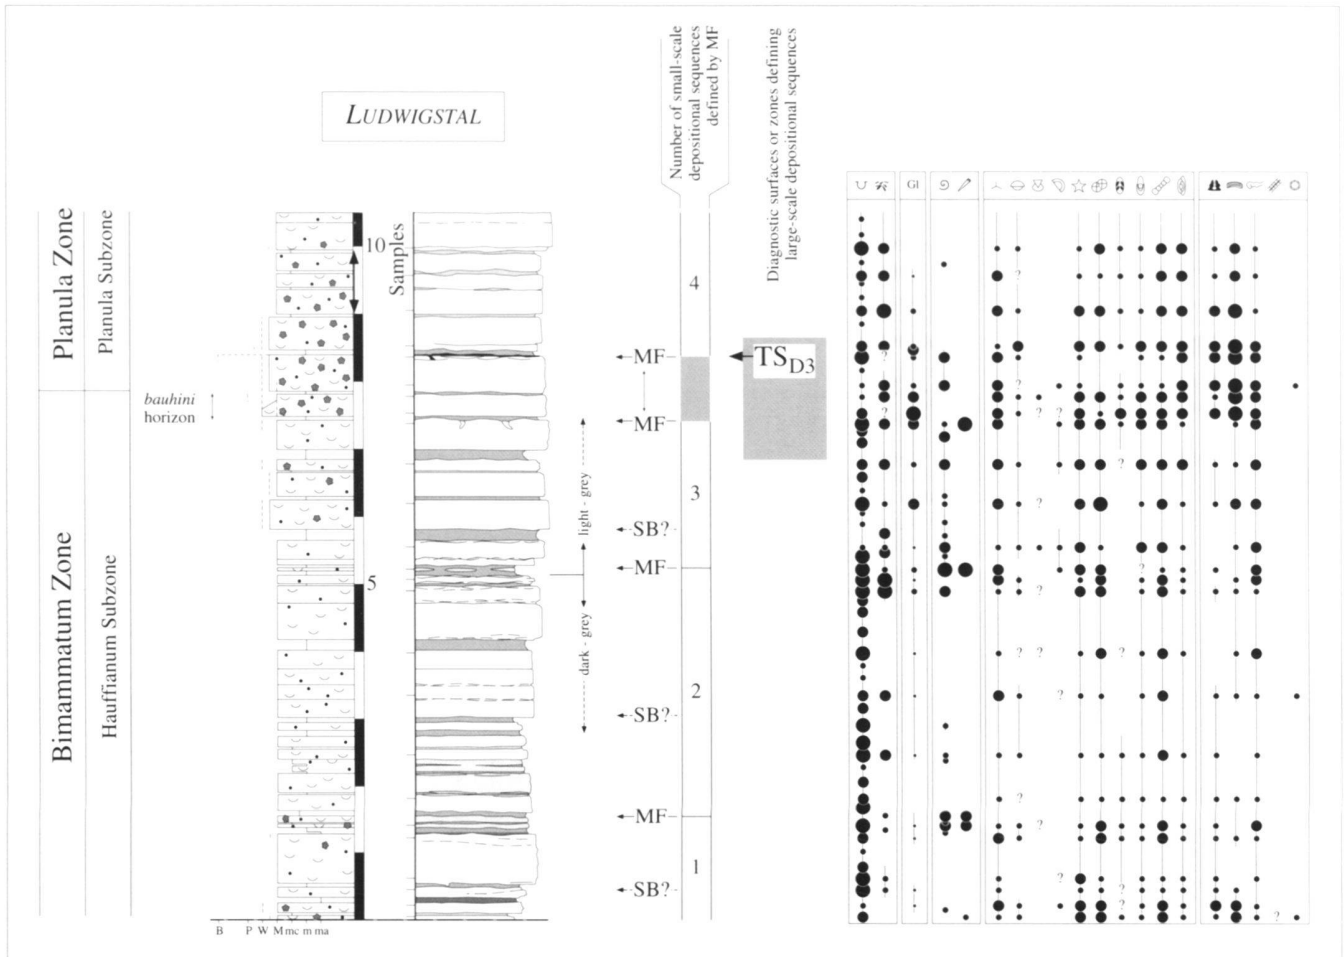 LUDWIGSTAL
Number of small-scale
depositional sequences
defined by MF
Diagnostic surfaces or zones defining
large-scale depositional sequences
GI
Planula Zone
Planula Subzone
Bimammatum Zone
Hauffianum Subzone
bauhini
horizon
10
Samples
5
MF
MF
SB?
MF
SB?
MF
SB?
light - grey
dark - grey
4
3
2
1
TSD3
?
?
?
?
? ?
?
?
?
?
? ?
?
?
?
?
?
?
?
?
B P W M mc m ma